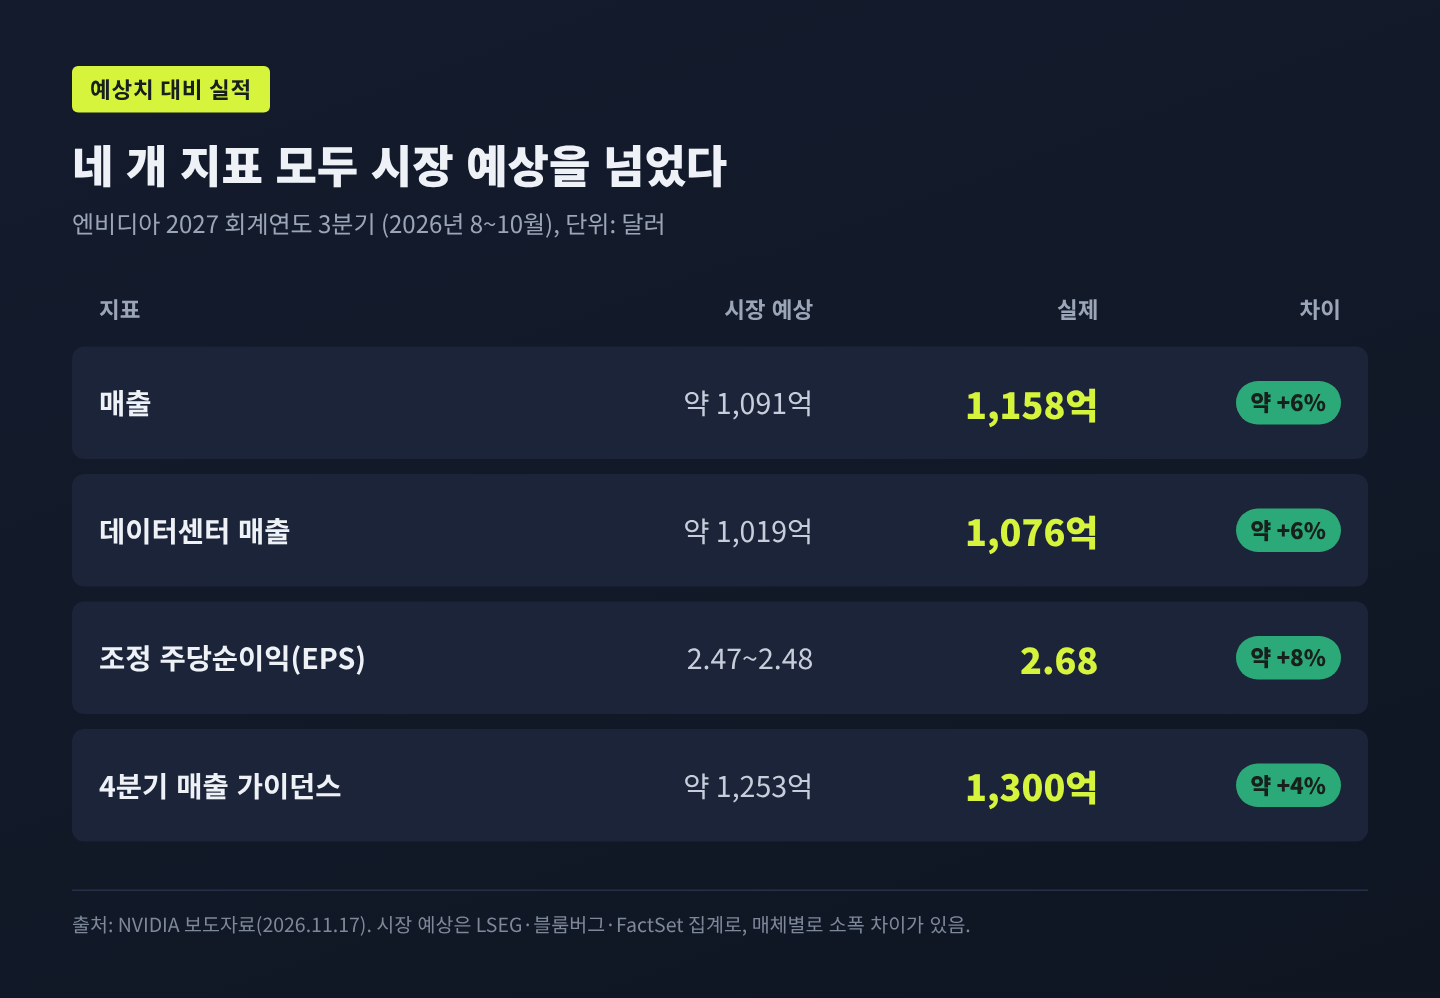 예상치 대비 실적
네 개 지표 모두 시장 예상을 넘었다
엔비디아 2027 회계연도 3분기 (2026년 8~10월), 단위: 달러
지표 시장 예상 실제 차이
매출 약 1,091억 1,158억 약 +6%
데이터센터 매출 약 1,019억 1,076억 약 +6%
조정 주당순이익(EPS) 2.47~2.48 2.68 약 +8%
4분기 매출 가이던스 약 1,253억 1,300억 약 +4%
출처: NVIDIA 보도자료(2026.11.17). 시장 예상은 LSEG·블룸버그·FactSet 집계로, 매체별로 소폭 차이가 있음.